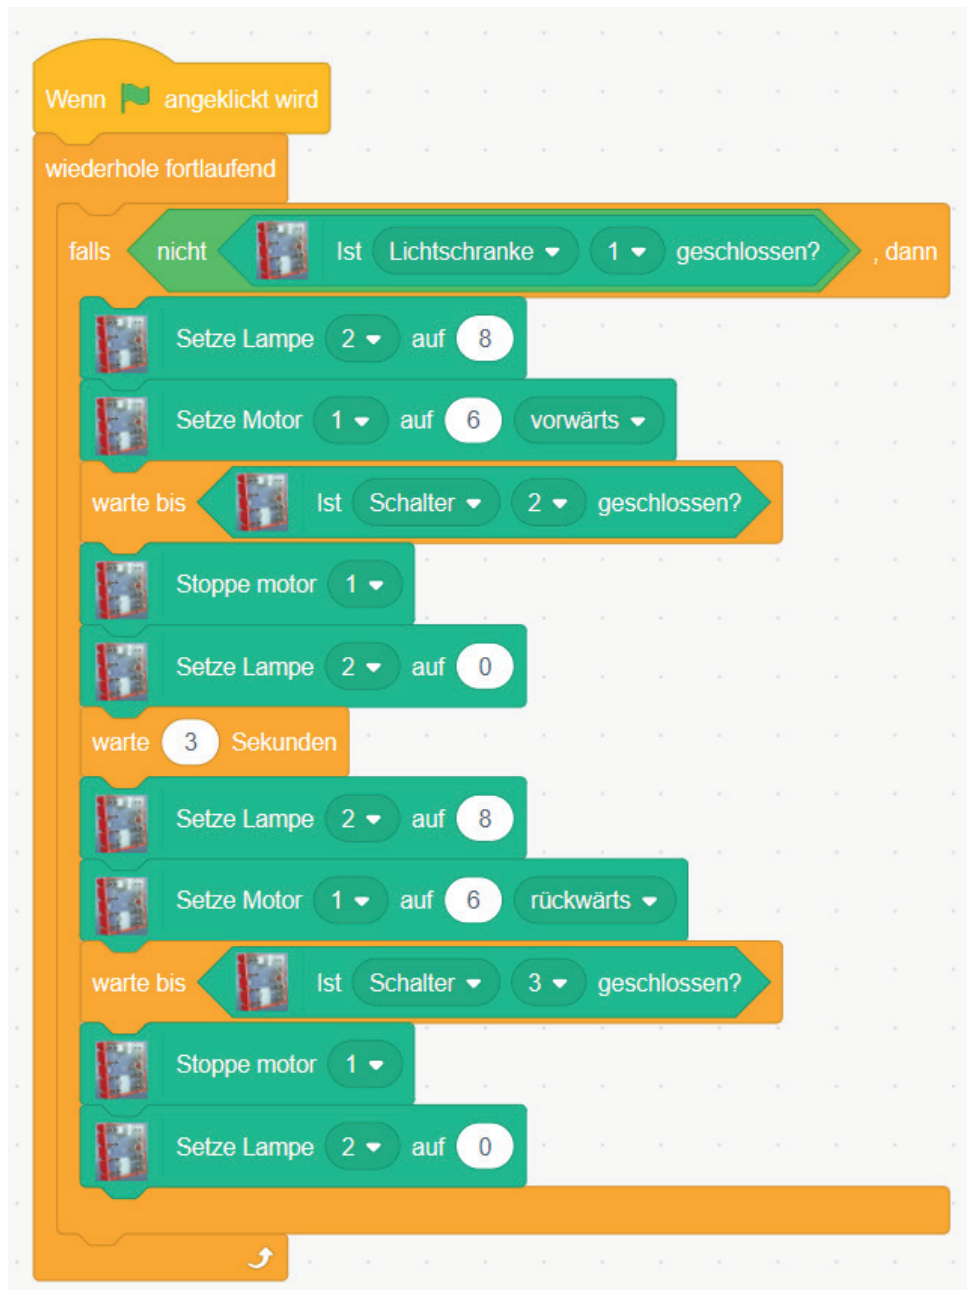 Wenn angeklickt wird
wiederhole fortlaufend
falls nicht Ist Lichtschranke 1 geschlossen? , dann
Setze Lampe 2 auf 8
Setze Motor 1 auf 6 vorwärts
warte bis Ist Schalter 2 geschlossen?
Stoppe motor 1
Setze Lampe 2 auf 0
warte 3 Sekunden
Setze Lampe 2 auf 8
Setze Motor 1 auf 6 rückwärts
warte bis Ist Schalter 3 geschlossen?
Stoppe motor 1
Setze Lampe 2 auf 0